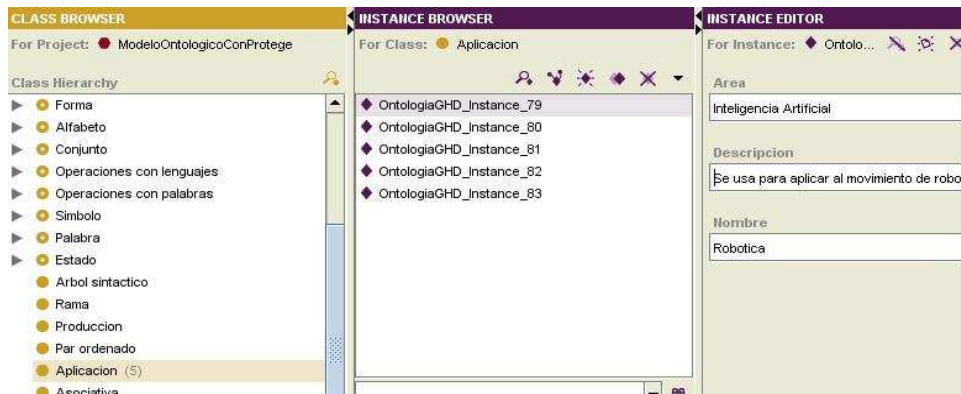 CLASS BROWSER
For Project: ModeloOntologicoConProtege
Class Hierarchy
Forma
Alfabeto
Conjunto
Operaciones con lenguajes
Operaciones con palabras
Simbolo
Palabra
Estado
Arbol sintactico
Rama
Produccion
Par ordenado
Aplicacion (5)
Asociativa
INSTANCE BROWSER
For Class: Aplicacion
OntologiaGHD_Instance_79
OntologiaGHD_Instance_80
OntologiaGHD_Instance_81
OntologiaGHD_Instance_82
OntologiaGHD_Instance_83
INSTANCE EDITOR
For Instance: Ontolo...
Area
Inteligencia Artificial
Descripcion
Se usa para aplicar al movimiento de robo
Nombre
Robotica